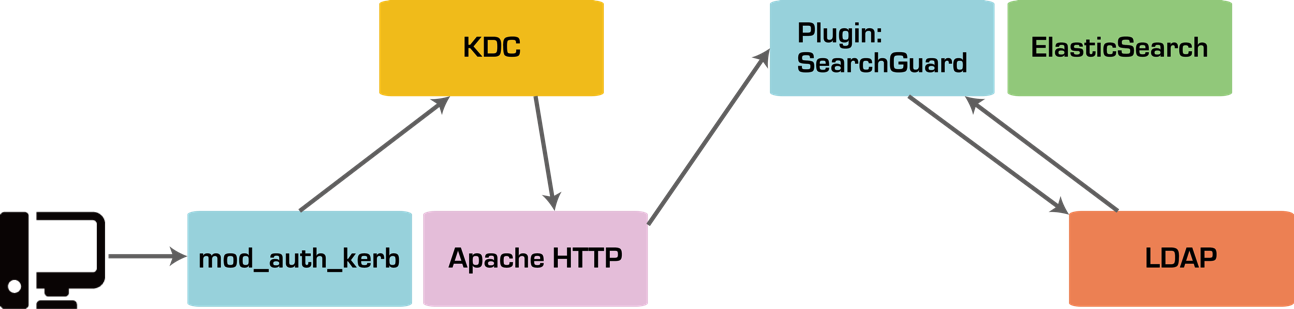 KDC
Plugin:
SearchGuard
ElasticSearch
mod_auth_kerb
Apache HTTP
LDAP